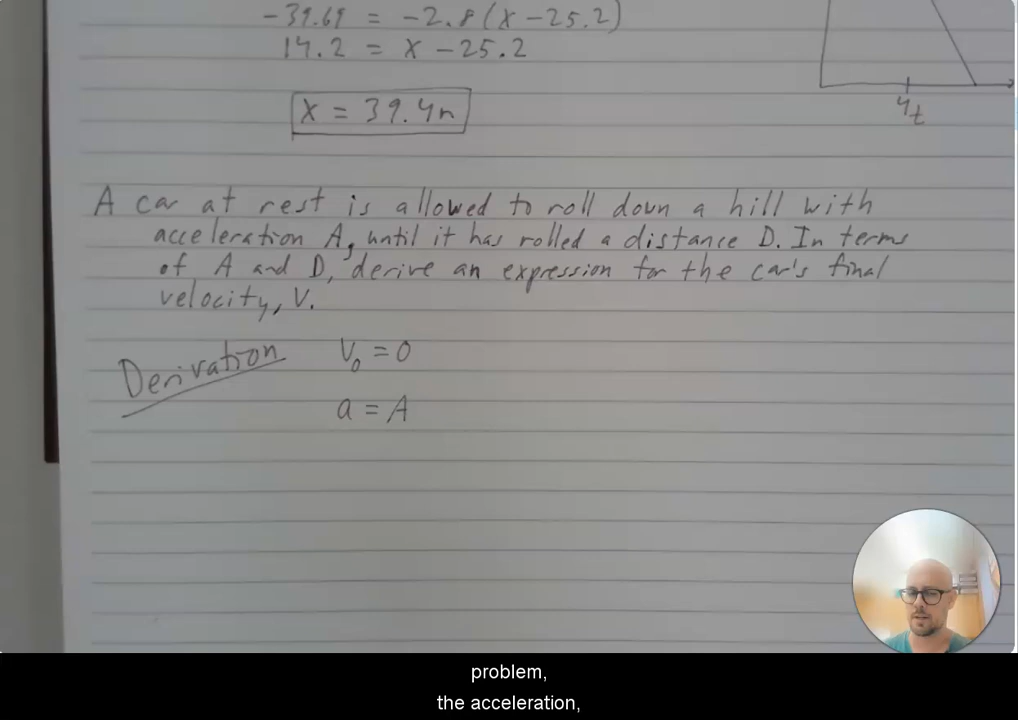 -39.69 = -2.8(x-25.2)
14.2 = x-25.2
x = 39.4m
4 t
A car at rest is allowed to roll down a hill with
acceleration A, until it has rolled a distance D. In terms
of A and D, derive an expression for the car's final
velocity, V.
Derivation
V₀ = 0
a = A
problem,
the acceleration,